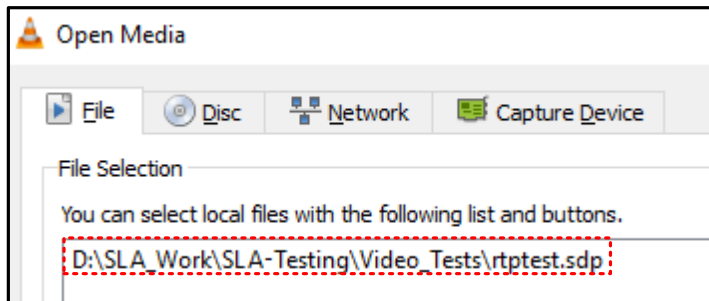 Open Media
File Disc Network Capture Device
File Selection
You can select local files with the following list and buttons.
D:\SLA_Work\SLA-Testing\Video_Tests\rtptest.sdp